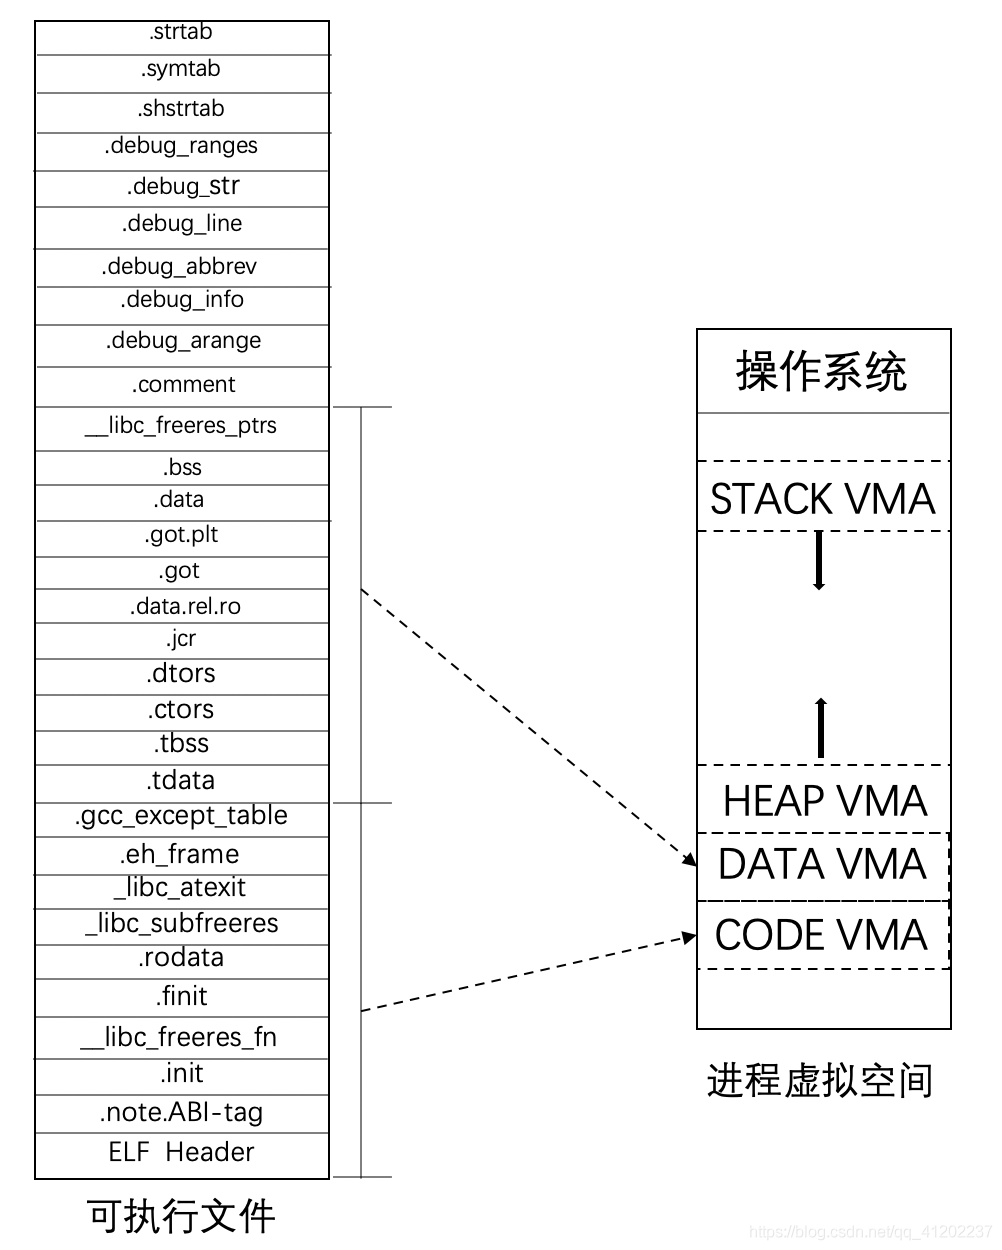 .strtab
.symtab
.shstrtab
.debug_ranges
.debug_str
.debug_line
.debug_abbrev
.debug_info
.debug_arange
.comment
__libc_freeres_ptrs
.bss
.data
.got.plt
.got
.data.rel.ro
.jcr
.dtors
.ctors
.tbss
.tdata
.gcc_except_table
.eh_frame
_libc_atexit
_libc_subfreeres
.rodata
.finit
__libc_freeres_fn
.init
.note.ABI-tag
ELF Header
可执行文件
操作系统
STACK VMA
HEAP VMA
DATA VMA
CODE VMA
进程虚拟空间
https://blog.csdn.net/qq_41202237